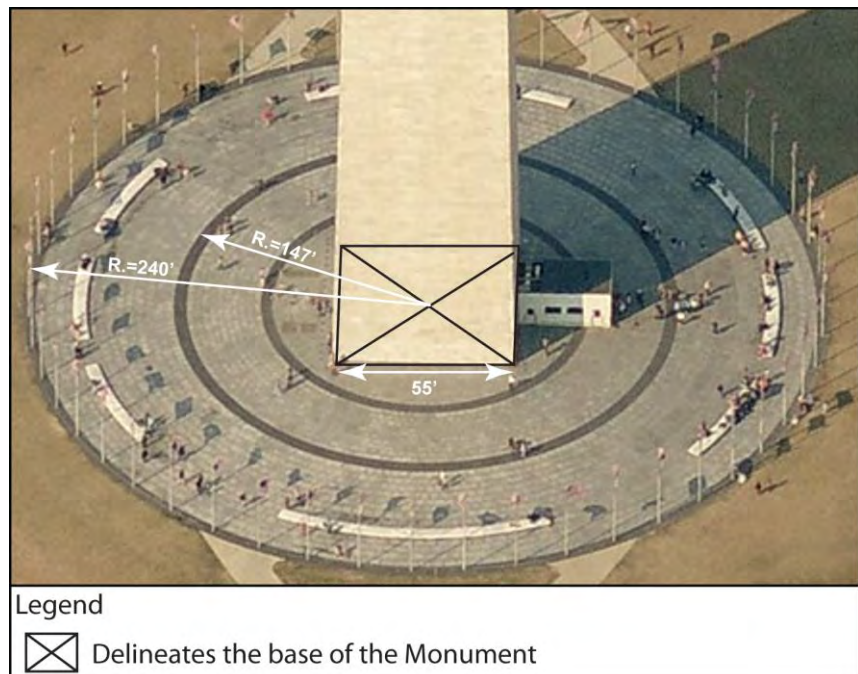 R.=147'
R.=240'
55'
Legend
Delineates the base of the Monument